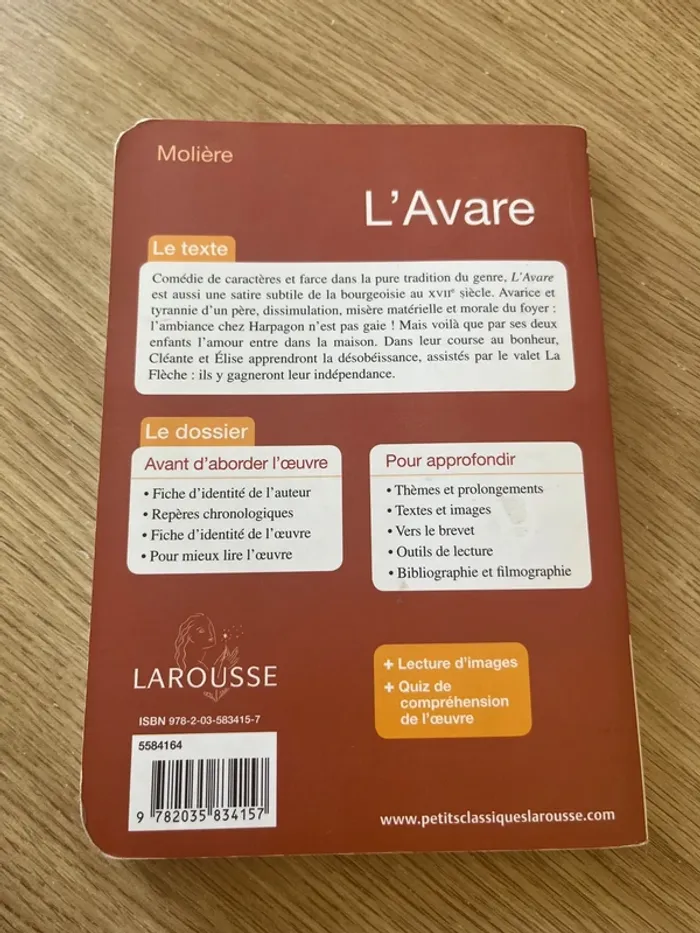 Molière
L'Avare
Le texte
Comédie de caractères et farce dans la pure tradition du genre, L'Avare
est aussi une satire subtile de la bourgeoisie au XVIIe siècle. Avarice et
tyrannie d'un père, dissimulation, misère matérielle et morale du foyer :
l'ambiance chez Harpagon n'est pas gaie ! Mais voilà que par ses deux
enfants l'amour entre dans la maison. Dans leur course au bonheur,
Cléante et Élise apprendront la désobéissance, assistés par le valet La
Flèche : ils y gagneront leur indépendance.
Le dossier
Avant d'aborder l'œuvre
• Fiche d'identité de l'auteur
• Repères chronologiques
• Fiche d'identité de l'œuvre
• Pour mieux lire l'œuvre
Pour approfondir
• Thèmes et prolongements
• Textes et images
• Vers le brevet
• Outils de lecture
• Bibliographie et filmographie
LAROUSSE
+ Lecture d'images
+ Quiz de
compréhension
de l'œuvre
ISBN 978-2-03-583415-7
5584164
9 782035 834157
www.petitsclassiqueslarousse.com